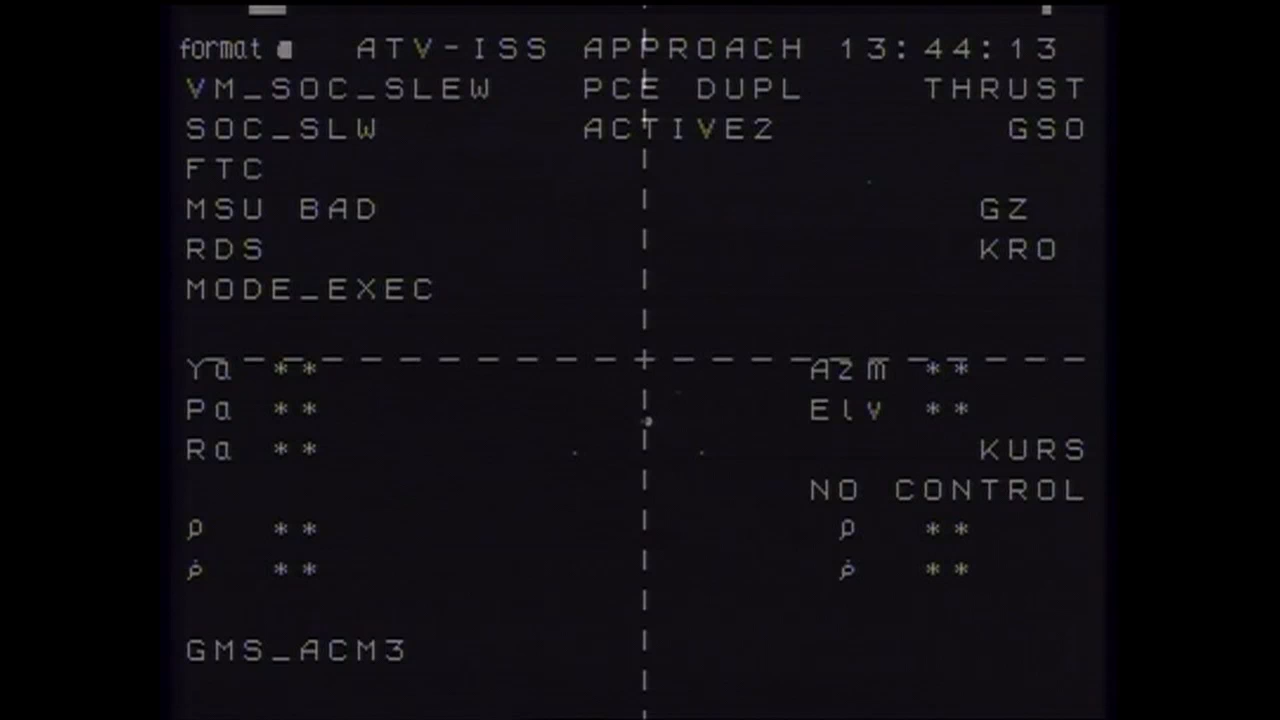 format ■ ATV-ISS APPROACH 13:44:13
VM_SOC_SLEW PCE DUPL THRUST
SOC_SLW ACTIVE2 GSO
FTC
MSU BAD GZ
RDS KRO
MODE_EXEC
Ya ** Azm **
Pa ** Elv **
Ra ** KURS
NO CONTROL
ρ ** ρ **
ρ̇ ** ρ̇ **
GMS_ACM3